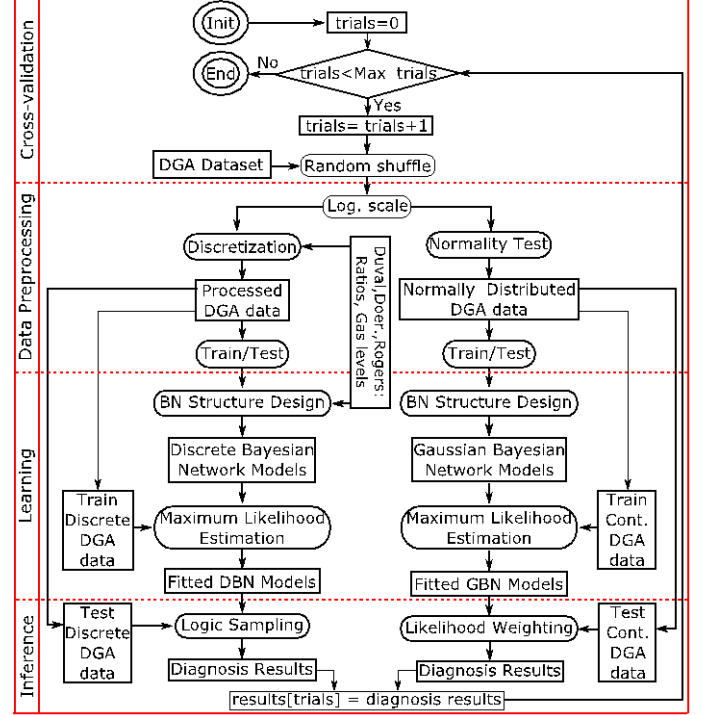 Cross-validation
Init
trials=0
End
No
trials<Max trials
Yes
trials= trials+1
DGA Dataset
Random shuffle
Data Preprocessing
Log. scale
Discretization
Normality Test
Duval,Doer.,Rogers:
Ratios, Gas levels
Processed
DGA data
Normally Distributed
DGA data
Train/Test
Train/Test
Learning
BN Structure Design
BN Structure Design
Discrete Bayesian
Network Models
Gaussian Bayesian
Network Models
Train
Discrete
DGA
data
Maximum Likelihood
Estimation
Maximum Likelihood
Estimation
Train
Cont.
DGA
data
Fitted DBN Models
Fitted GBN Models
Inference
Test
Discrete
DGA
data
Logic Sampling
Likelihood Weighting
Test
Cont.
DGA
data
Diagnosis Results
Diagnosis Results
results[trials] = diagnosis results